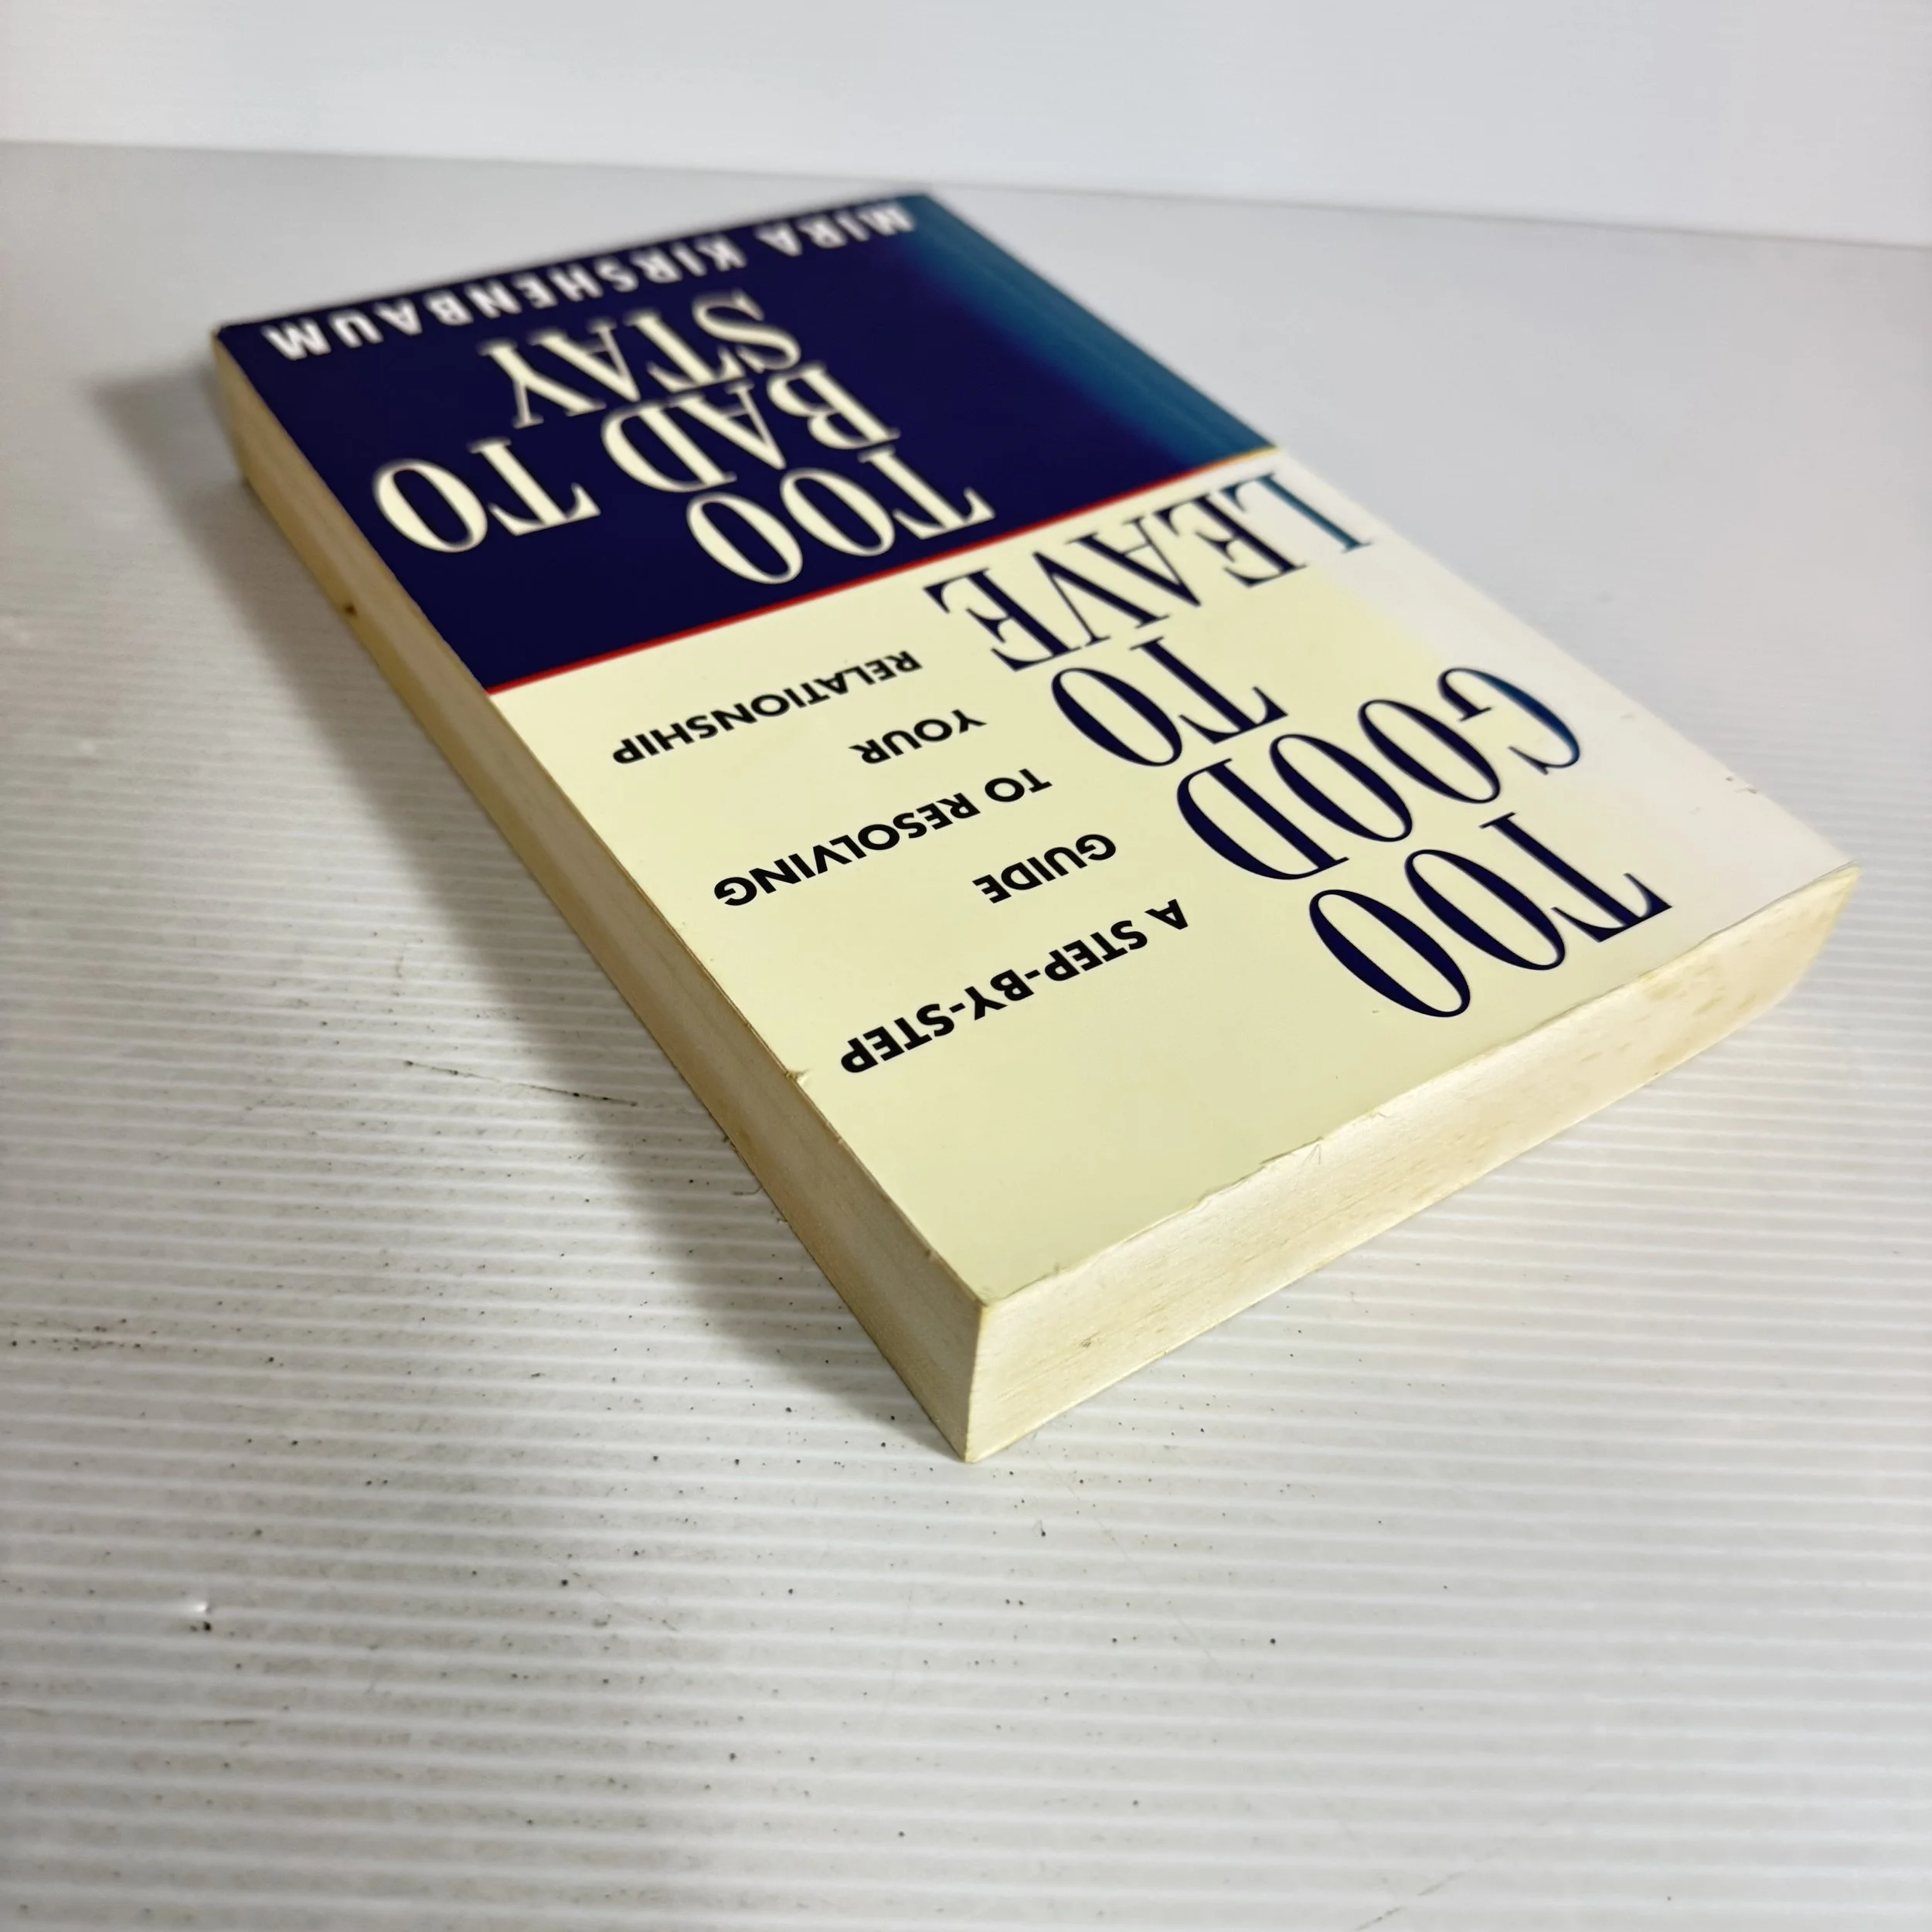 TOO
GOOD
TO
LEAVE
A STEP-BY-STEP
GUIDE
TO RESOLVING
YOUR
RELATIONSHIP
TOO
BAD TO
STAY
MIRA KIRSHENBAUM